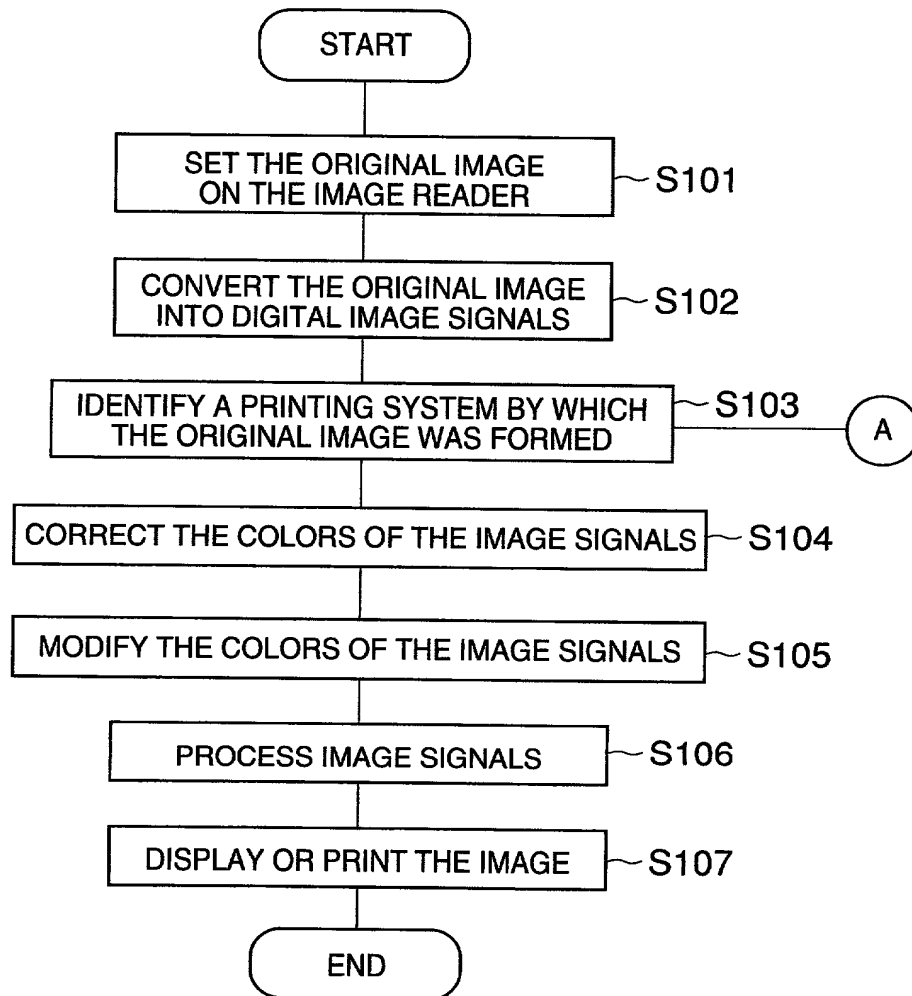 START
SET THE ORIGINAL IMAGE
ON THE IMAGE READER
S101
CONVERT THE ORIGINAL IMAGE
INTO DIGITAL IMAGE SIGNALS
S102
IDENTIFY A PRINTING SYSTEM BY WHICH
THE ORIGINAL IMAGE WAS FORMED
S103
A
CORRECT THE COLORS OF THE IMAGE SIGNALS
S104
MODIFY THE COLORS OF THE IMAGE SIGNALS
S105
PROCESS IMAGE SIGNALS
S106
DISPLAY OR PRINT THE IMAGE
S107
END